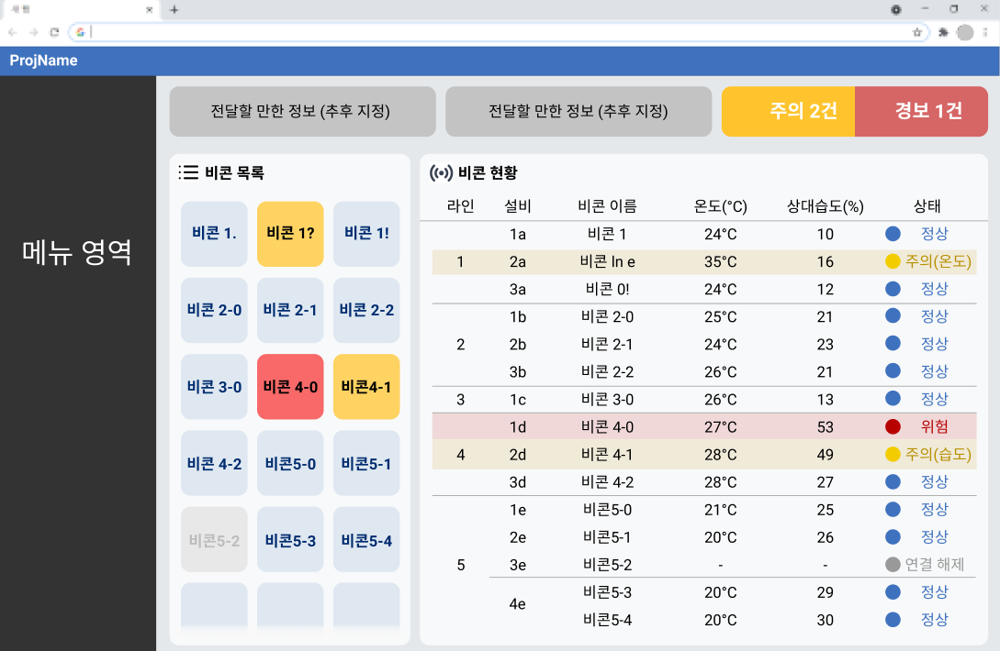 ProjName
메뉴 영역
전달할 만한 정보 (추후 지정)
전달할 만한 정보 (추후 지정)
주의 2건
경보 1건
비콘 목록
비콘 1. 비콘 1? 비콘 1!
비콘 2-0 비콘 2-1 비콘 2-2
비콘 3-0 비콘 4-0 비콘4-1
비콘 4-2 비콘5-0 비콘5-1
비콘5-2 비콘5-3 비콘5-4
비콘 현황
라인 설비 비콘 이름 온도(°C) 상대습도(%) 상태
1a 비콘 1 24°C 10 정상
1 2a 비콘 ln e 35°C 16 주의(온도)
3a 비콘 0! 24°C 12 정상
1b 비콘 2-0 25°C 21 정상
2 2b 비콘 2-1 24°C 23 정상
3b 비콘 2-2 26°C 21 정상
3 1c 비콘 3-0 26°C 13 정상
1d 비콘 4-0 27°C 53 위험
4 2d 비콘 4-1 28°C 49 주의(습도)
3d 비콘 4-2 28°C 27 정상
1e 비콘5-0 21°C 25 정상
2e 비콘5-1 20°C 26 정상
5 3e 비콘5-2 - - 연결 해제
4e 비콘5-3 20°C 29 정상
비콘5-4 20°C 30 정상